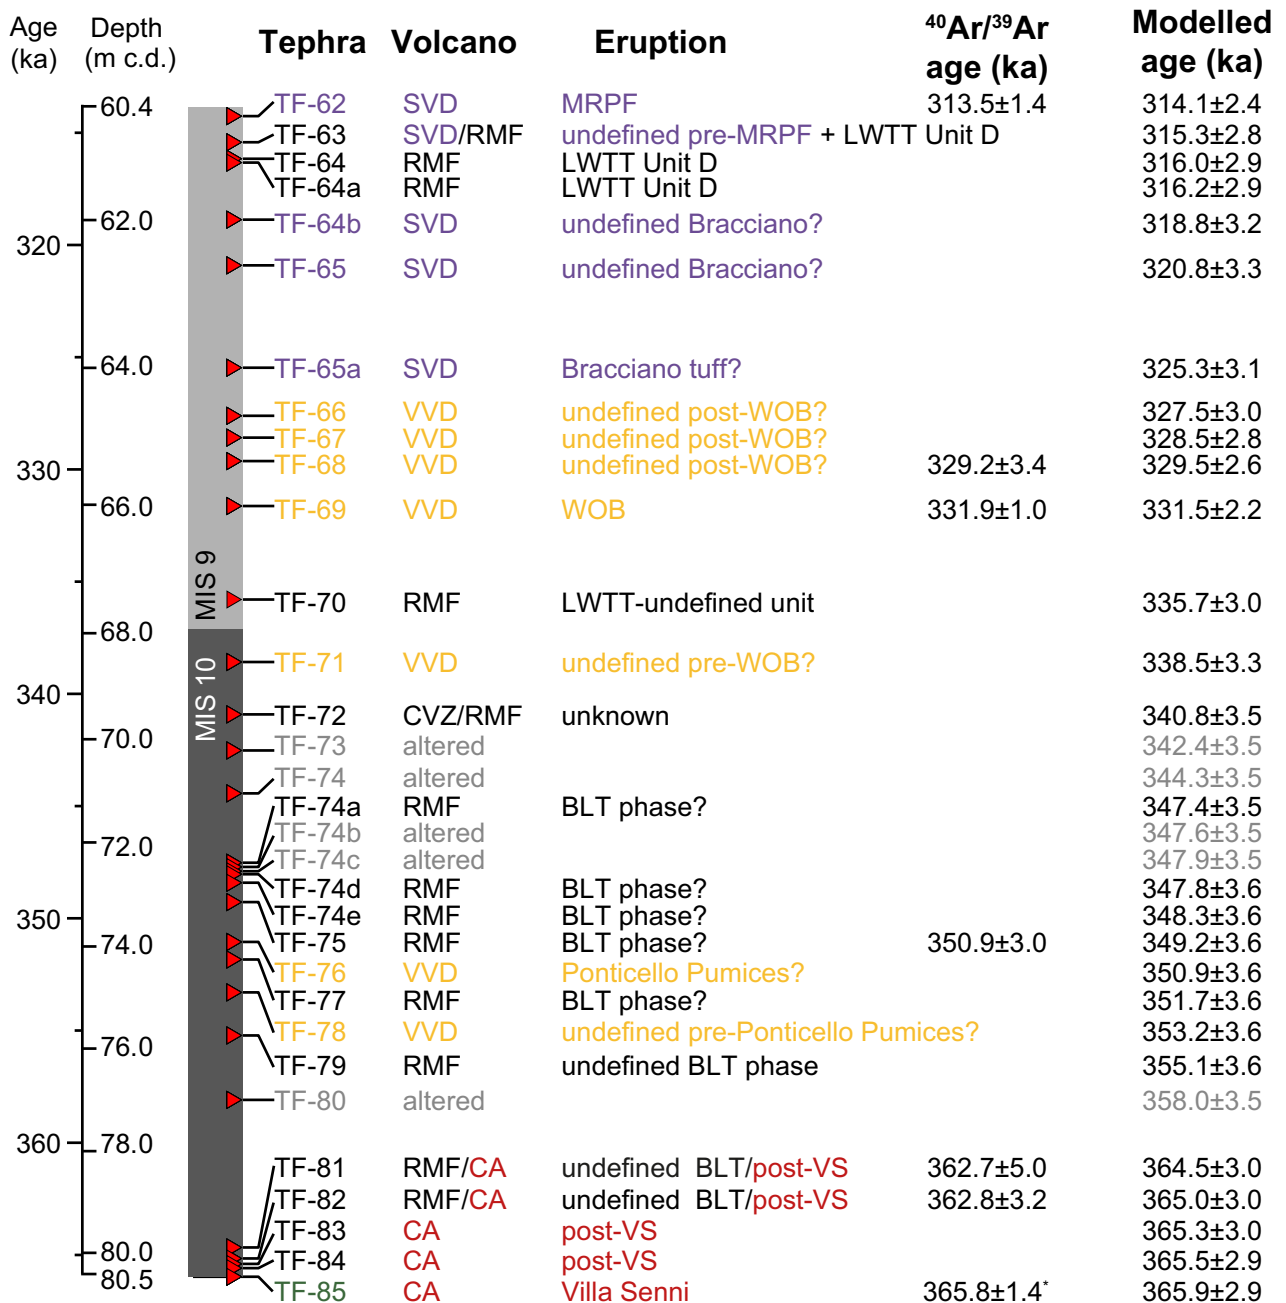 Age (ka) Depth (m c.d.) Tephra Volcano Eruption ⁴⁰Ar/³⁹Ar age (ka) Modelled age (ka)
60.4 TF-62 SVD MRPF 313.5±1.4 314.1±2.4
TF-63 SVD/RMF undefined pre-MRPF + LWTT Unit D 315.3±2.8
TF-64 RMF LWTT Unit D 316.0±2.9
TF-64a RMF LWTT Unit D 316.2±2.9
62.0 TF-64b SVD undefined Bracciano? 318.8±3.2
320
TF-65 SVD undefined Bracciano? 320.8±3.3
64.0 TF-65a SVD Bracciano tuff? 325.3±3.1
TF-66 VVD undefined post-WOB? 327.5±3.0
TF-67 VVD undefined post-WOB? 328.5±2.8
330 TF-68 VVD undefined post-WOB? 329.2±3.4 329.5±2.6
66.0 TF-69 VVD WOB 331.9±1.0 331.5±2.2
MIS 9
TF-70 RMF LWTT-undefined unit 335.7±3.0
68.0
TF-71 VVD undefined pre-WOB? 338.5±3.3
MIS 10
340
TF-72 CVZ/RMF unknown 340.8±3.5
70.0 TF-73 altered 342.4±3.5
TF-74 altered 344.3±3.5
TF-74a RMF BLT phase? 347.4±3.5
TF-74b altered 347.6±3.5
72.0 TF-74c altered 347.9±3.5
TF-74d RMF BLT phase? 347.8±3.6
350 TF-74e RMF BLT phase? 348.3±3.6
74.0 TF-75 RMF BLT phase? 350.9±3.0 349.2±3.6
TF-76 VVD Ponticello Pumices? 350.9±3.6
TF-77 RMF BLT phase? 351.7±3.6
TF-78 VVD undefined pre-Ponticello Pumices? 353.2±3.6
76.0
TF-79 RMF undefined BLT phase 355.1±3.6
TF-80 altered 358.0±3.5
360 78.0
TF-81 RMF/CA undefined BLT/post-VS 362.7±5.0 364.5±3.0
TF-82 RMF/CA undefined BLT/post-VS 362.8±3.2 365.0±3.0
TF-83 CA post-VS 365.3±3.0
80.0 TF-84 CA post-VS 365.5±2.9
80.5 TF-85 CA Villa Senni 365.8±1.4* 365.9±2.9